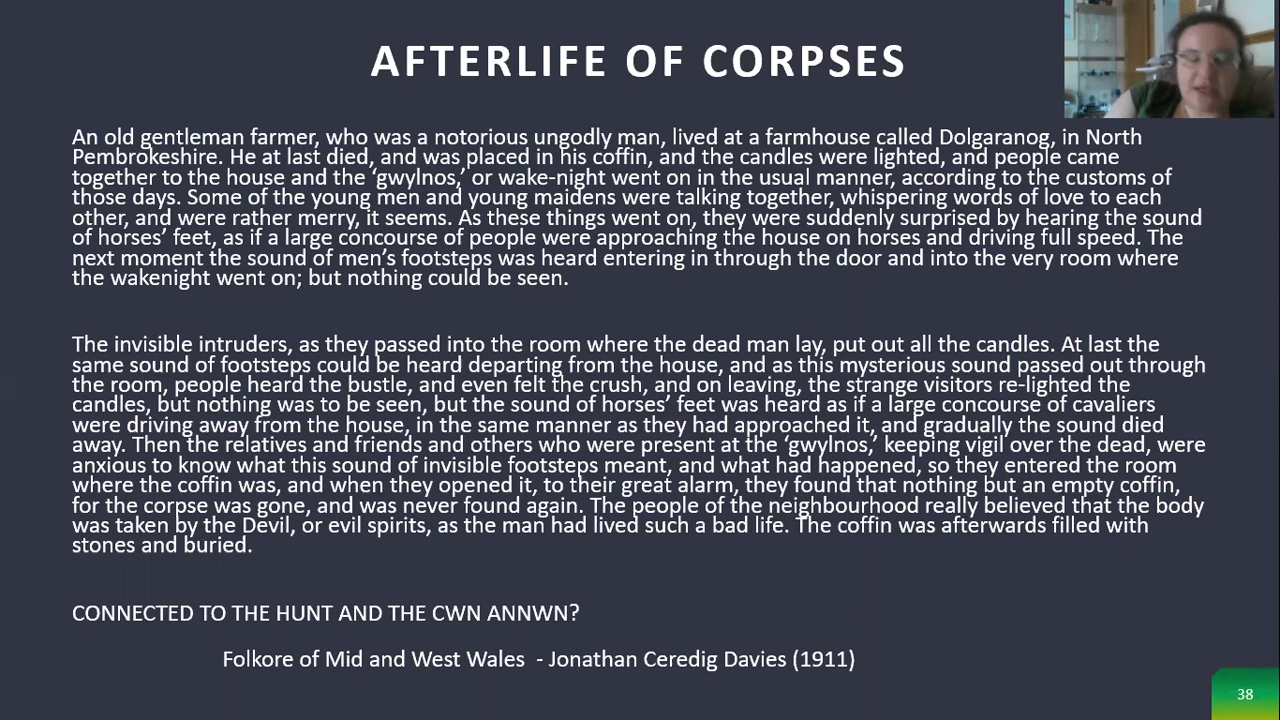 AFTERLIFE OF CORPSES
An old gentleman farmer, who was a notorious ungodly man, lived at a farmhouse called Dolgaranog, in North
Pembrokeshire. He at last died, and was placed in his coffin, and the candles were lighted, and people came
together to the house and the ‘gwylnos,’ or wake-night went on in the usual manner, according to the customs of
those days. Some of the young men and young maidens were talking together, whispering words of love to each
other, and were rather merry, it seems. As these things went on, they were suddenly surprised by hearing the sound
of horses’ feet, as if a large concourse of people were approaching the house on horses and driving full speed. The
next moment the sound of men’s footsteps was heard entering in through the door and into the very room where
the wakenight went on; but nothing could be seen.
The invisible intruders, as they passed into the room where the dead man lay, put out all the candles. At last the
same sound of footsteps could be heard departing from the house, and as this mysterious sound passed out through
the room, people heard the bustle, and even felt the crush, and on leaving, the strange visitors re-lighted the
candles, but nothing was to be seen, but the sound of horses’ feet was heard as if a large concourse of cavaliers
were driving away from the house, in the same manner as they had approached it, and gradually the sound died
away. Then the relatives and friends and others who were present at the ‘gwylnos,’ keeping vigil over the dead, were
anxious to know what this sound of invisible footsteps meant, and what had happened, so they entered the room
where the coffin was, and when they opened it, to their great alarm, they found that nothing but an empty coffin,
for the corpse was gone, and was never found again. The people of the neighbourhood really believed that the body
was taken by the Devil, or evil spirits, as the man had lived such a bad life. The coffin was afterwards filled with
stones and buried.
CONNECTED TO THE HUNT AND THE CWN ANNWN?
Folkore of Mid and West Wales - Jonathan Ceredig Davies (1911)
38